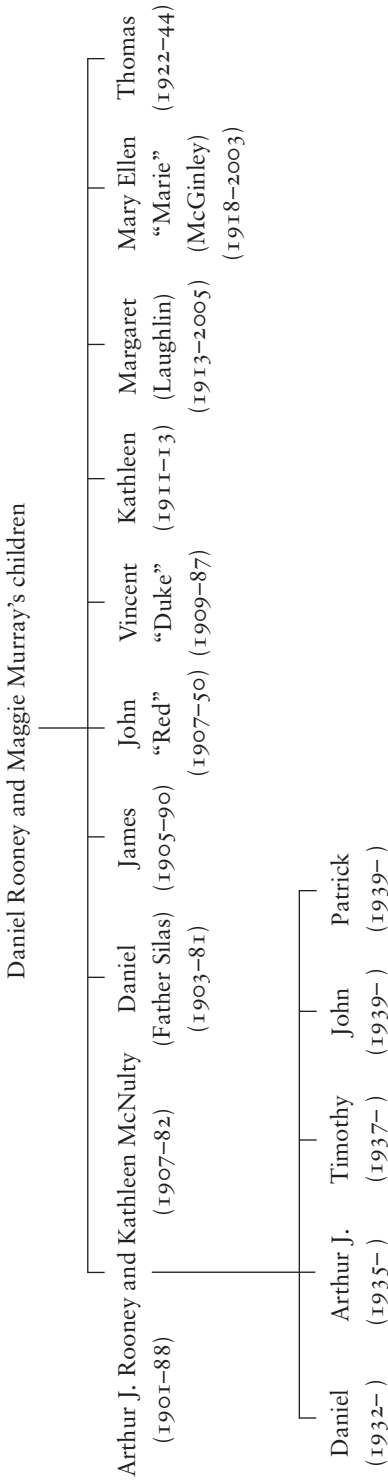 Daniel Rooney and Maggie Murray’s children
Arthur J. Rooney and Kathleen McNulty
(1901–88) (1907–82)
Daniel
(Father Silas)
(1903–81)
James
(1905–90)
John
“Red”
(1907–50)
Vincent
“Duke”
(1909–87)
Kathleen
(1911–13)
Margaret
(Laughlin)
(1913–2005)
Mary Ellen
“Marie”
(McGinley)
(1918–2003)
Thomas
(1922–44)
Daniel
(1932– )
Arthur J.
(1935– )
Timothy
(1937– )
John
(1939– )
Patrick
(1939– )